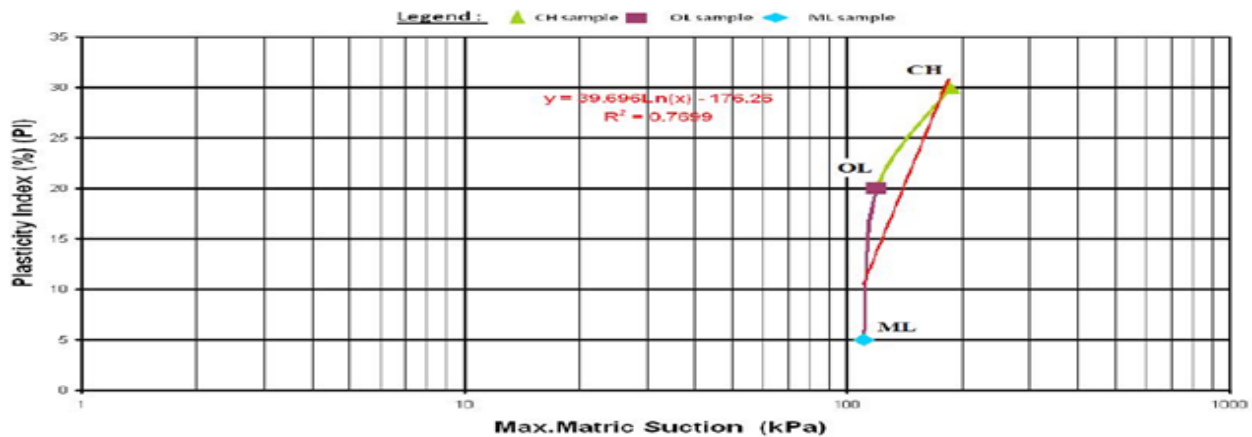 Legend : CH sample OL sample ML sample
35
30
25
20
15
10
5
0
Plasticity Index (%) (PI)
y = 39.696Ln(x) - 176.25
R² = 0.7699
CH
OL
ML
1 10 100 1000
Max.Matric Suction (kPa)